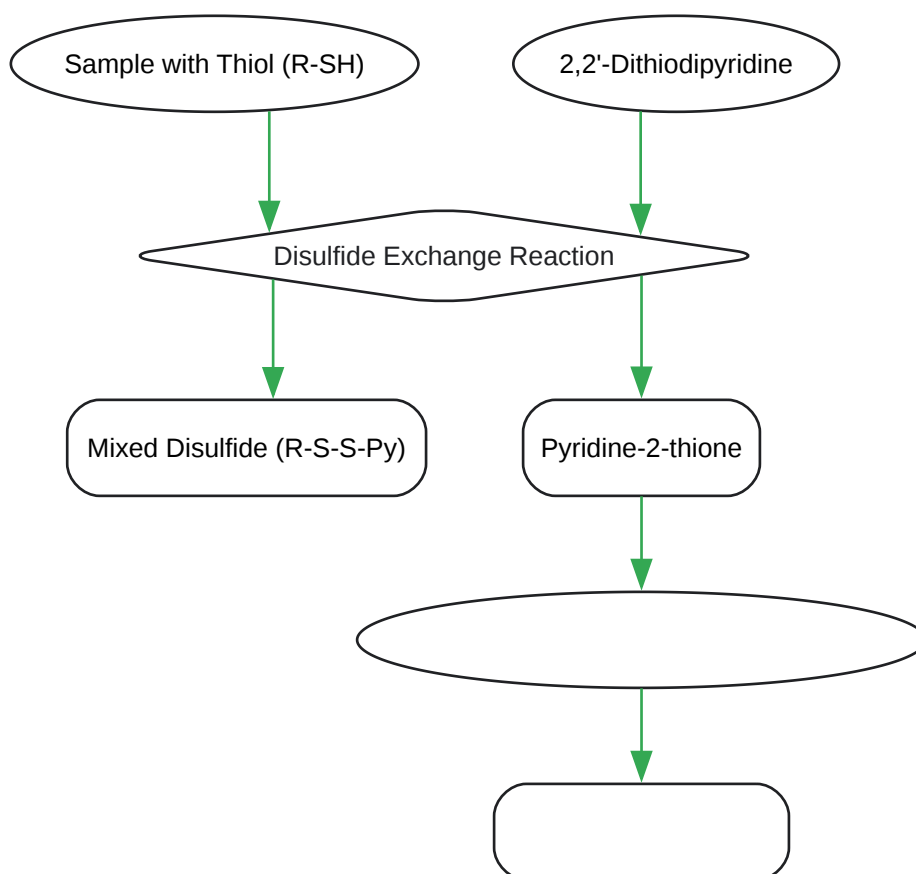 Sample with Thiol (R-SH)
2,2'-Dithiodipyridine
Disulfide Exchange Reaction
Mixed Disulfide (R-S-S-Py)
Pyridine-2-thione